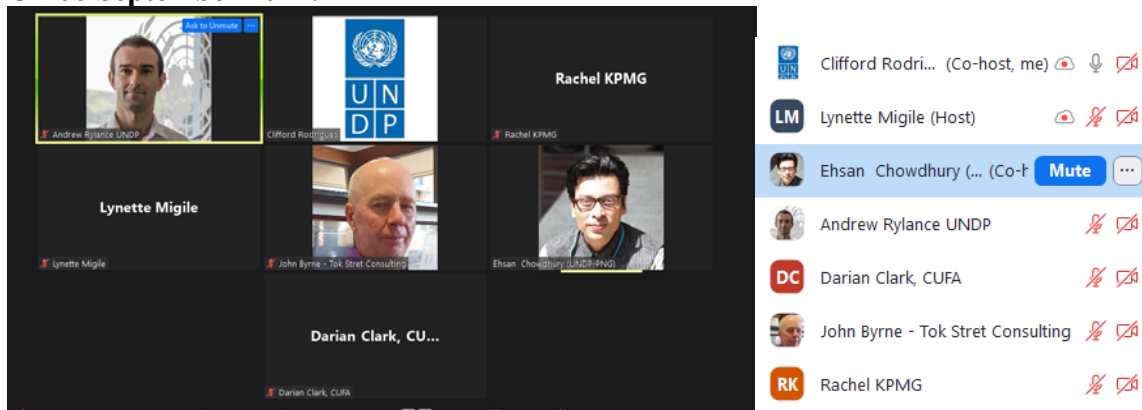 Ask to Unmute
Andrew Rylance UNDP
UN
DP
Clifford Rodrigues
Rachel KPMG
Rachel KPMG
Lynette Migile
Lynette Migile
John Byrne - Tok Stret Consulting
Ehsan Chowdhury (UNDP-PNG)
Darian Clark, CU...
Darian Clark, CUFA
Clifford Rodri... (Co-host, me)
LM Lynette Migile (Host)
Ehsan Chowdhury (... (Co-h Mute ...
Andrew Rylance UNDP
DC Darian Clark, CUFA
John Byrne - Tok Stret Consulting
RK Rachel KPMG